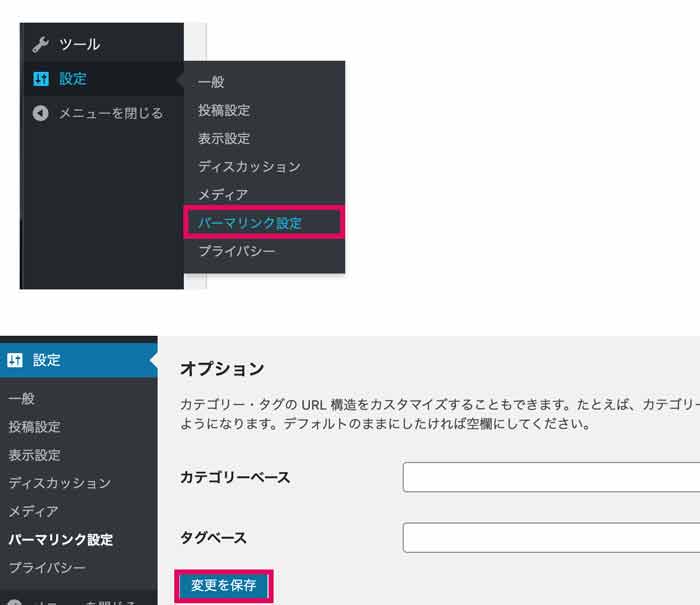 ツール
設定
メニューを閉じる
一般
投稿設定
表示設定
ディスカッション
メディア
パーマリンク設定
プライバシー
設定
一般
投稿設定
表示設定
ディスカッション
メディア
パーマリンク設定
プライバシー
メニューを閉じる
オプション
カテゴリー・タグの URL 構造をカスタマイズすることもできます。たとえば、カテゴリー
ようになります。デフォルトのままにしたければ空欄にしてください。
カテゴリーベース
タグベース
変更を保存